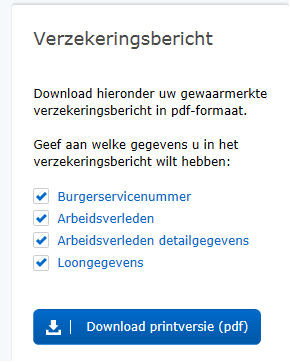 Verzekeringsbericht
Download hieronder uw gewaarmerkte
verzekeringsbericht in pdf-formaat.
Geef aan welke gegevens u in het
verzekeringsbericht wilt hebben:
Burgerservicenummer
Arbeidsverleden
Arbeidsverleden detailgegevens
Loongegevens
Download printversie (pdf)